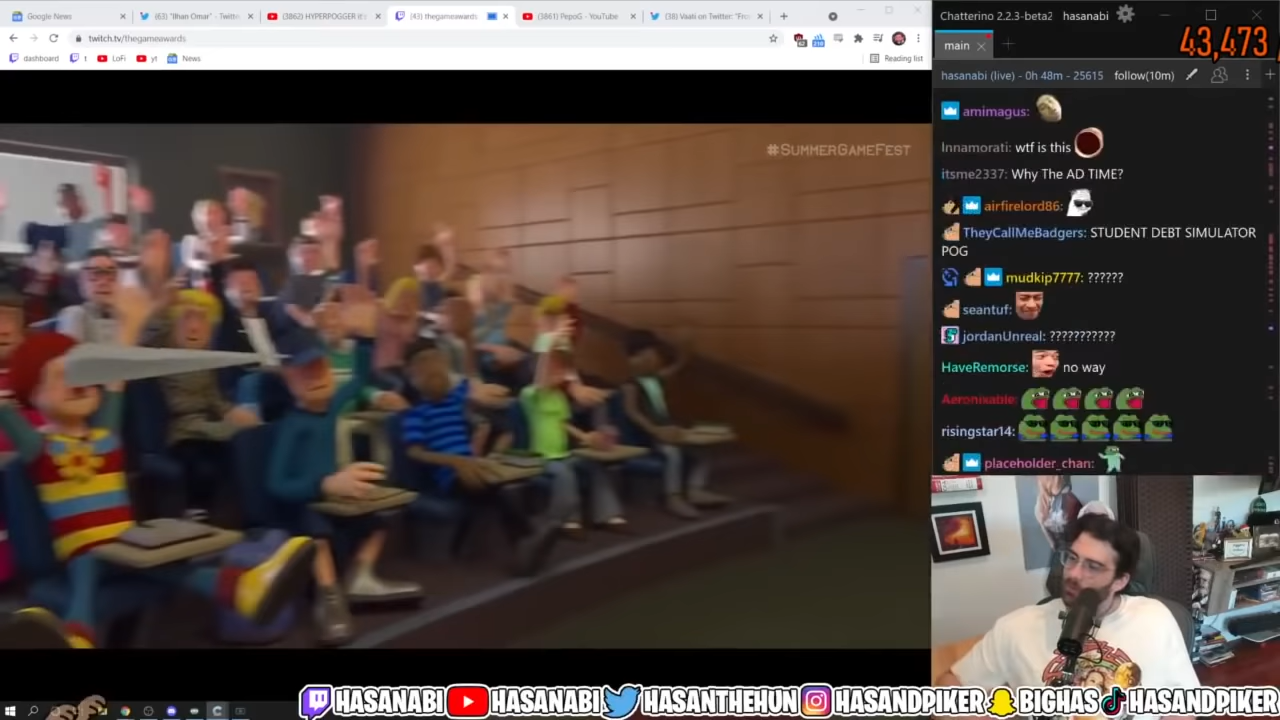 Google News
(63) "Ilhan Omar" - Twitte
(3862) HYPERPOGGER it's
(43) thegameawards
(3861) PepoG - YouTube
(38) Vaati on Twitter: "Fro
twitch.tv/thegameawards
dashboard
t
LoFi
yt
News
Reading list
#SUMMERGAMEFEST
Chatterino 2.2.3-beta2
hasanabi
main
43,473
hasanabi (live) - 0h 48m - 25615
follow(10m)
amimagus:
Innamorati: wtf is this
itsme2337: Why The AD TIME?
airfirelord86:
TheyCallMeBadgers: STUDENT DEBT SIMULATOR
POG
mudkip7777: ??????
seantuf:
jordanUnreal: ???????????
HaveRemorse: no way
Aeronixable:
risingstar14:
placeholder_chan:
HASANABI HASANABI HASANTHEHUN HASANDPIKER BIGHAS HASANDPIKER